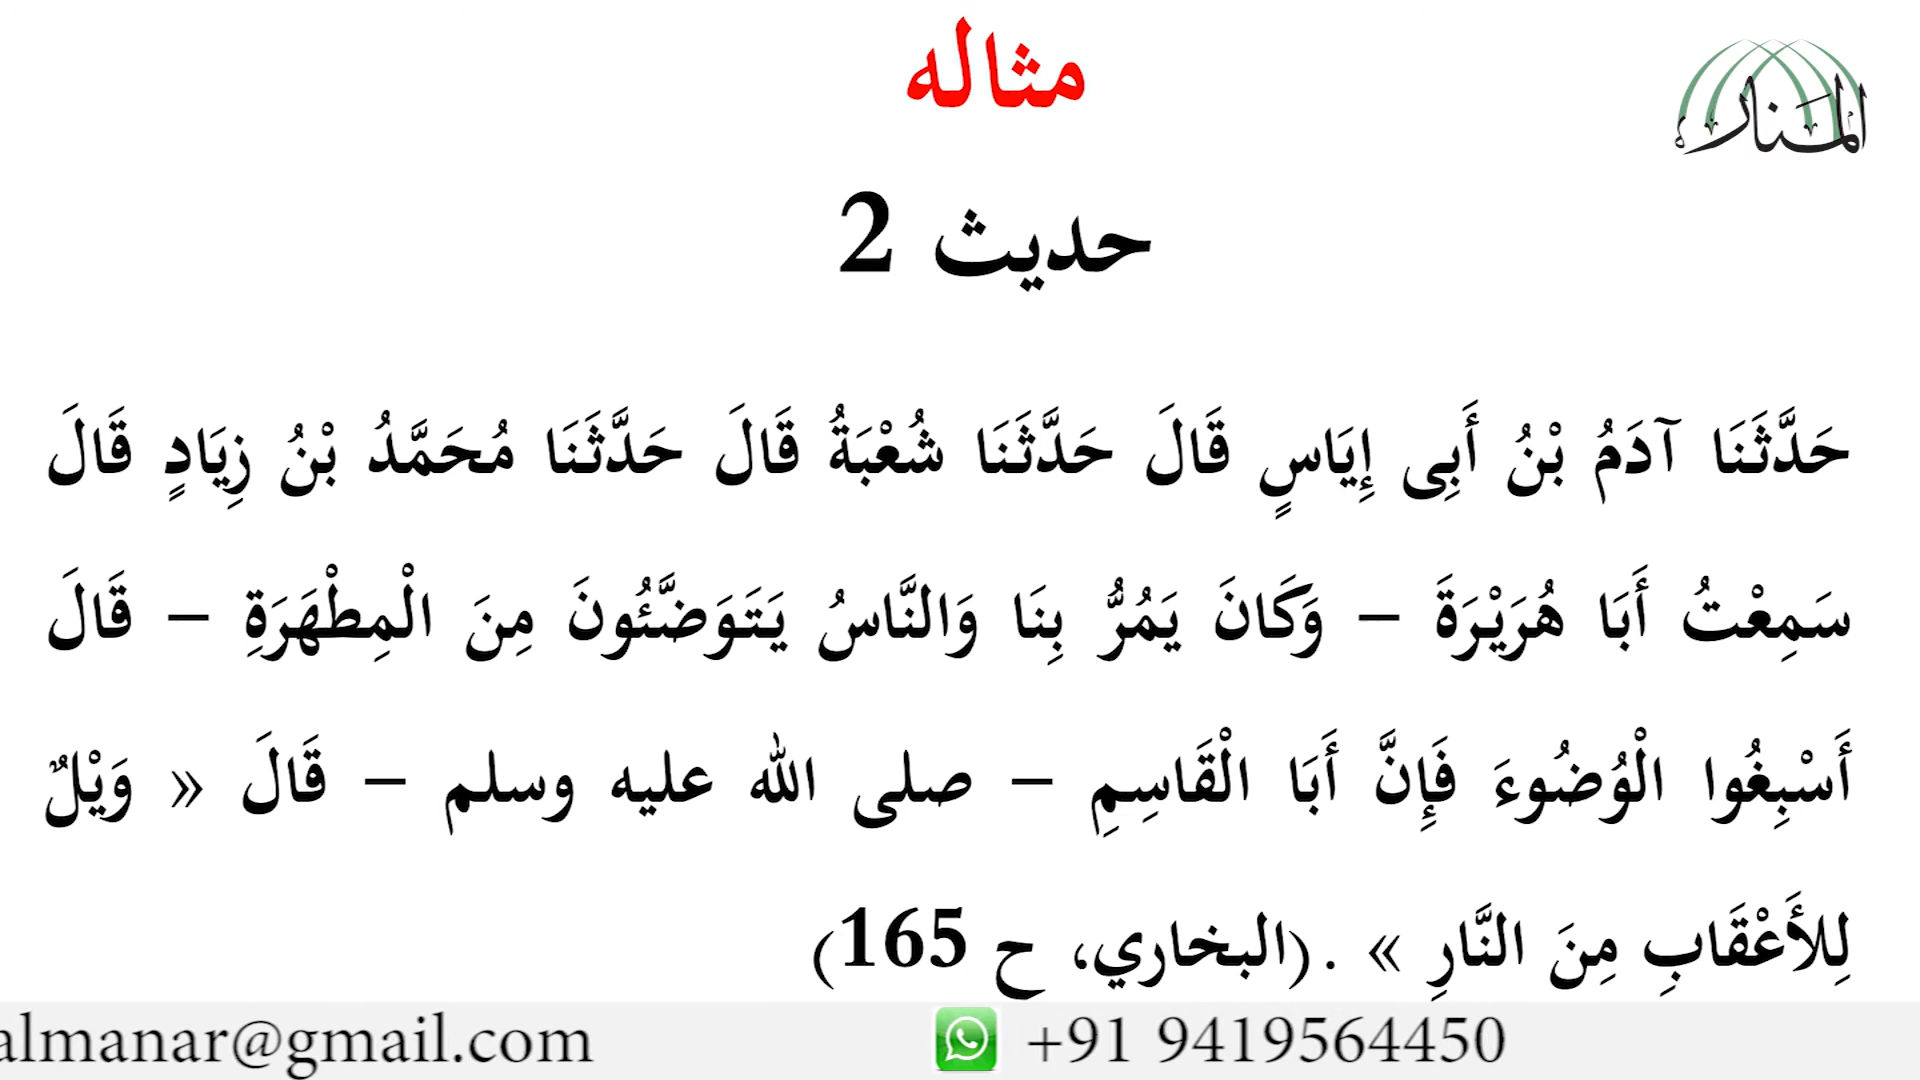 مثاله
المنار
حديث 2
حَدَّثَنَا آدَمُ بْنُ أَبِى إِيَاسٍ قَالَ حَدَّثَنَا شُعْبَةُ قَالَ حَدَّثَنَا مُحَمَّدُ بْنُ زِيَادٍ قَالَ
سَمِعْتُ أَبَا هُرَيْرَةَ – وَكَانَ يَمُرُّ بِنَا وَالنَّاسُ يَتَوَضَّئُونَ مِنَ الْمِطْهَرَةِ – قَالَ
أَسْبِغُوا الْوُضُوءَ فَإِنَّ أَبَا الْقَاسِمِ – صلى الله عليه وسلم – قَالَ « وَيْلٌ
لِلأَعْقَابِ مِنَ النَّارِ » .(البخاري، ح 165)
almanar@gmail.com +91 9419564450